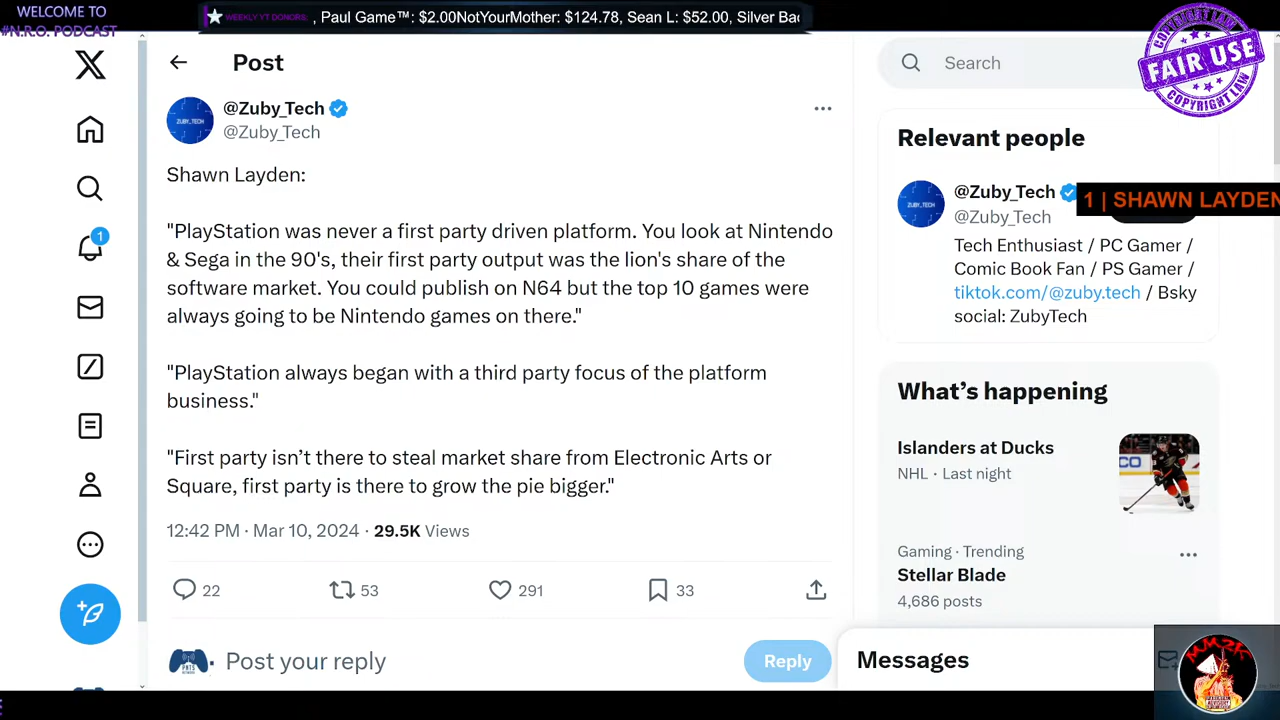 WELCOME TO
#N.R.O. PODCAST
WEEKLY YT DONORS: , Paul Game™: $2.00NotYourMother: $124.78, Sean L: $52.00, Silver Bac
FAIR USE
COPYRIGHT LAW
COPYRIGHT LAW
Post
Search
@Zuby_Tech
@Zuby_Tech
ZUBY_TECH
Shawn Layden:
"PlayStation was never a first party driven platform. You look at Nintendo
& Sega in the 90's, their first party output was the lion's share of the
software market. You could publish on N64 but the top 10 games were
always going to be Nintendo games on there."
"PlayStation always began with a third party focus of the platform
business."
"First party isn’t there to steal market share from Electronic Arts or
Square, first party is there to grow the pie bigger."
12:42 PM · Mar 10, 2024 · 29.5K Views
22
53
291
33
Post your reply
Reply
1
Relevant people
@Zuby_Tech
@Zuby_Tech
ZUBY_TECH
1 | SHAWN LAYDEN
Tech Enthusiast / PC Gamer /
Comic Book Fan / PS Gamer /
tiktok.com/@zuby.tech / Bsky
social: ZubyTech
What’s happening
Islanders at Ducks
NHL · Last night
Gaming · Trending
Stellar Blade
4,686 posts
Messages
MM2K